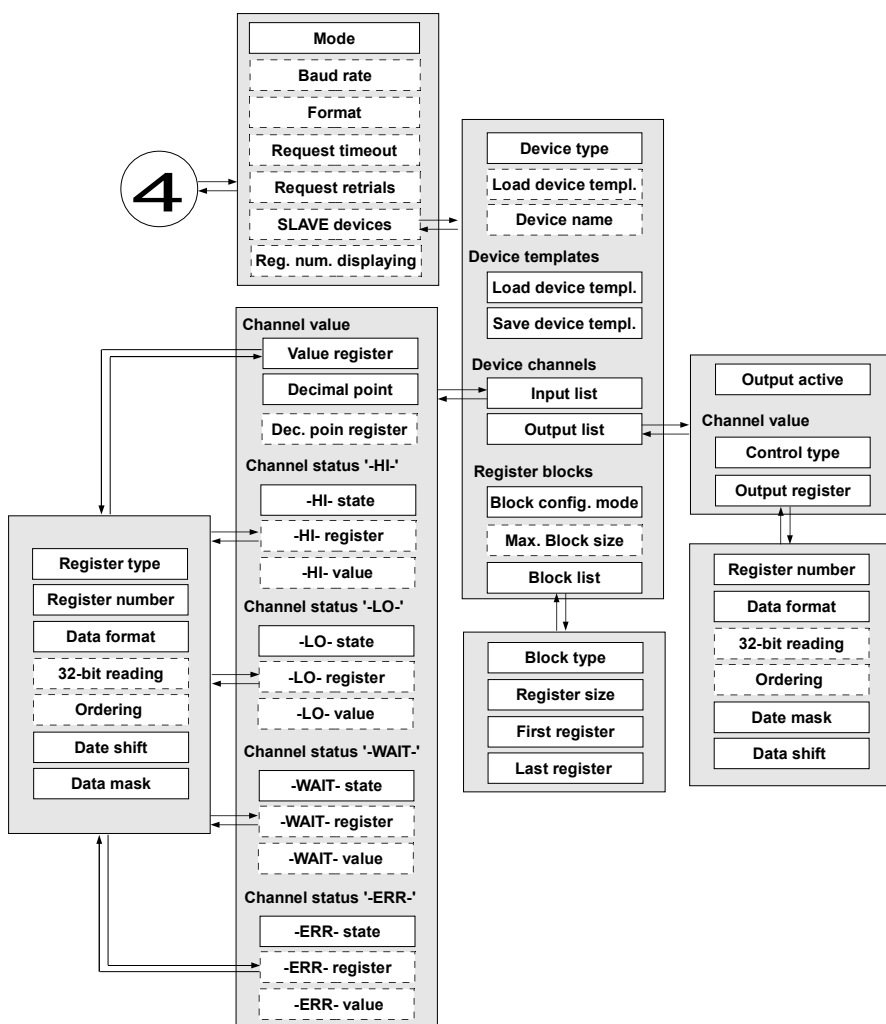 4
Mode
Baud rate
Format
Request timeout
Request retrials
SLAVE devices
Reg. num. displaying
Device type
Load device templ.
Device name
Device templates
Load device templ.
Save device templ.
Device channels
Input list
Output list
Register blocks
Block config. mode
Max. Block size
Block list
Channel value
Value register
Decimal point
Dec. poin register
Channel status '-HI-'
-HI- state
-HI- register
-HI- value
Channel status '-LO-'
-LO- state
-LO- register
-LO- value
Channel status '-WAIT-'
-WAIT- state
-WAIT- register
-WAIT- value
Channel status '-ERR-'
-ERR- state
-ERR- register
-ERR- value
Register type
Register number
Data format
32-bit reading
Ordering
Date shift
Data mask
Block type
Register size
First register
Last register
Output active
Channel value
Control type
Output register
Register number
Data format
32-bit reading
Ordering
Date mask
Data shift